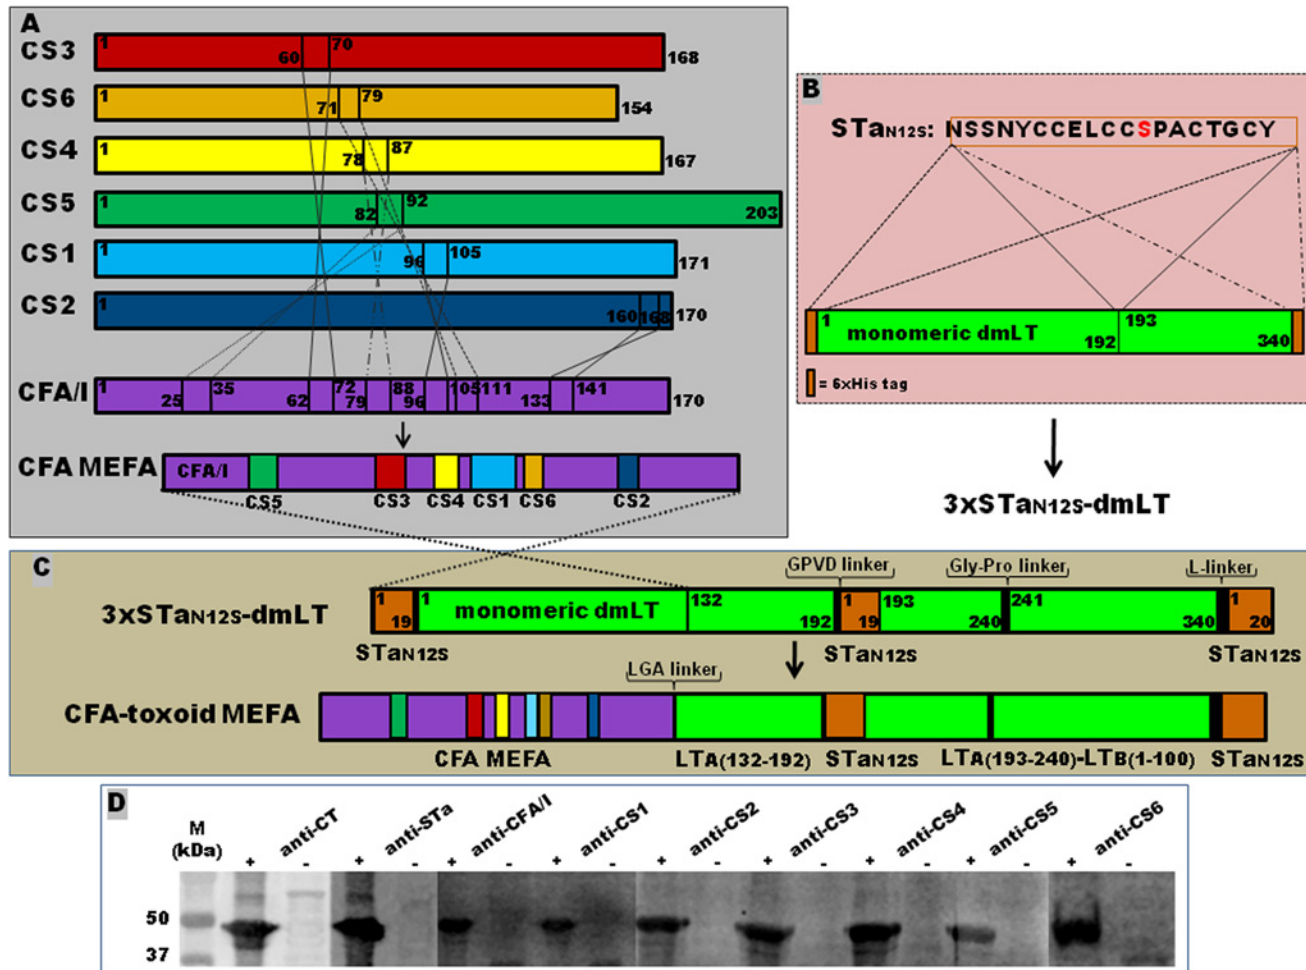 A
CS3 1 60 70 168
CS6 1 71 79 154
CS4 1 78 87 167
CS5 1 82 92 203
CS1 1 96 105 171
CS2 1 160 168 170
CFA/I 1 25 35 62 72 79 88 96 105 111 133 141 170
CFA MEFA CFA/I
CS5 CS3 CS4 CS1 CS6 CS2
B
STaN12S: NSSNYCCELCCSPACTGCY
1 monomeric dmLT 192 193 340
= 6xHis tag
3xSTaN12S-dmLT
C
GPVD linker Gly-Pro linker L-linker
3xSTaN12S-dmLT 1 19 1 monomeric dmLT 132 192 1 19 193 240 241 340 1 20
STaN12S STaN12S STaN12S
LGA linker
CFA-toxoid MEFA
CFA MEFA LTA(132-192) STaN12S LTA(193-240)-LTB(1-100) STaN12S
D
M
(kDa)
anti-CT anti-STa anti-CFA/I anti-CS1 anti-CS2 anti-CS3 anti-CS4 anti-CS5 anti-CS6
+ - + - + - + - + - + - + - + - + -
50
37